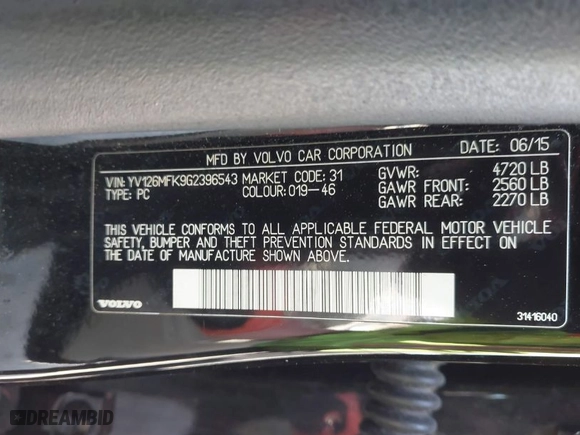 MFD BY VOLVO CAR CORPORATION DATE: 06/15
VIN: YV126MFK9G2396543 MARKET CODE: 31 GVWR: 4720 LB
TYPE: PC COLOUR: 019-46 GAWR FRONT: 2560 LB
GAWR REAR: 2270 LB
THIS VEHICLE CONFORMS TO ALL APPLICABLE FEDERAL MOTOR VEHICLE
SAFETY, BUMPER AND THEFT PREVENTION STANDARDS IN EFFECT ON
THE DATE OF MANUFACTURE SHOWN ABOVE.
VOLVO 31416040
DREAMBID